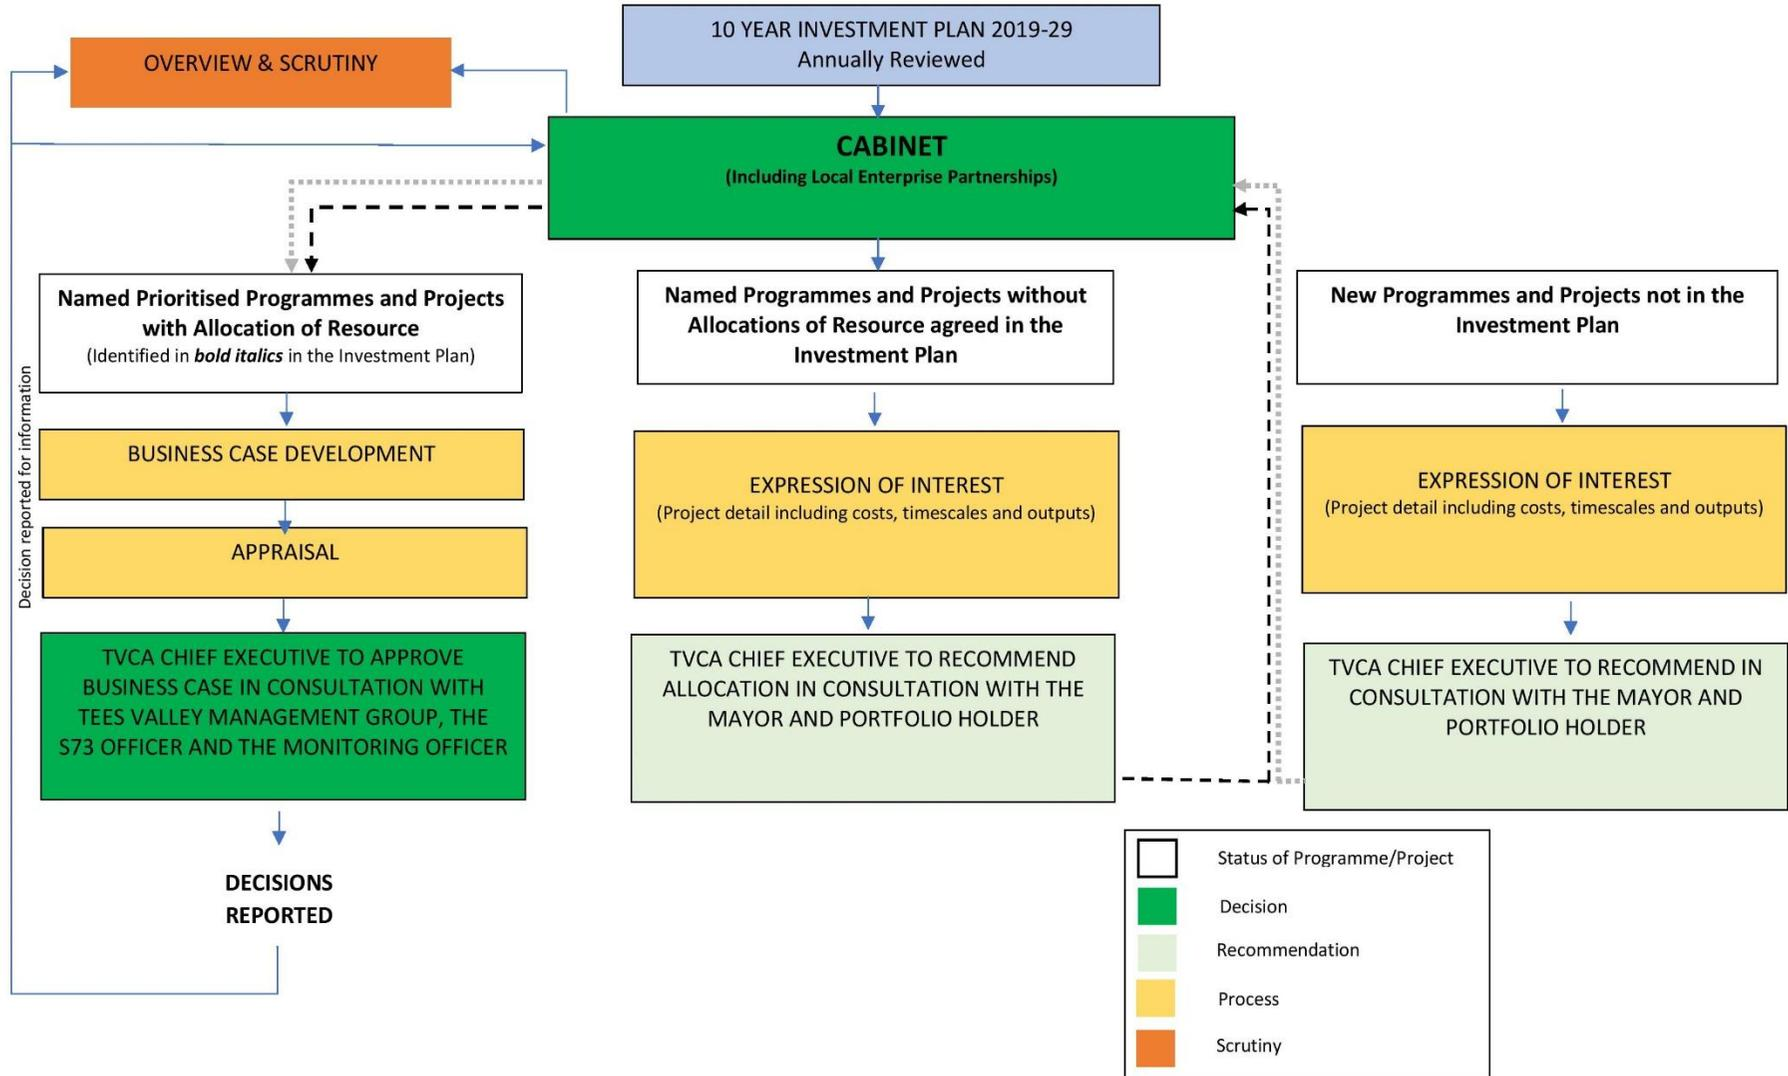 10 YEAR INVESTMENT PLAN 2019-29
Annually Reviewed
OVERVIEW & SCRUTINY
CABINET
(Including Local Enterprise Partnerships)
Named Prioritised Programmes and Projects
with Allocation of Resource
(Identified in bold italics in the Investment Plan)
BUSINESS CASE DEVELOPMENT
APPRAISAL
TVCA CHIEF EXECUTIVE TO APPROVE
BUSINESS CASE IN CONSULTATION WITH
TEES VALLEY MANAGEMENT GROUP, THE
S73 OFFICER AND THE MONITORING OFFICER
DECISIONS
REPORTED
Decision reported for information
Named Programmes and Projects without
Allocations of Resource agreed in the
Investment Plan
EXPRESSION OF INTEREST
(Project detail including costs, timescales and outputs)
TVCA CHIEF EXECUTIVE TO RECOMMEND
ALLOCATION IN CONSULTATION WITH THE
MAYOR AND PORTFOLIO HOLDER
New Programmes and Projects not in the
Investment Plan
EXPRESSION OF INTEREST
(Project detail including costs, timescales and outputs)
TVCA CHIEF EXECUTIVE TO RECOMMEND IN
CONSULTATION WITH THE MAYOR AND
PORTFOLIO HOLDER
Status of Programme/Project
Decision
Recommendation
Process
Scrutiny